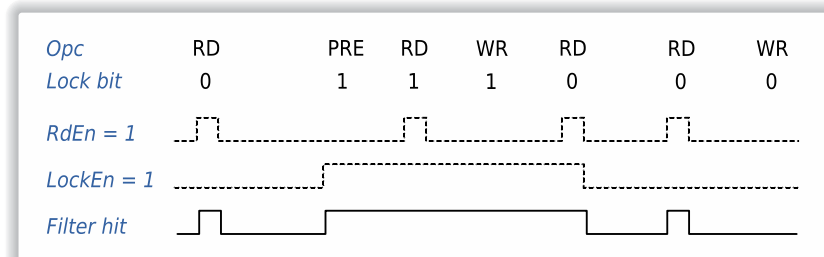 Opc RD PRE RD WR RD RD WR
Lock bit 0 1 1 1 0 0 0
RdEn = 1
LockEn = 1
Filter hit